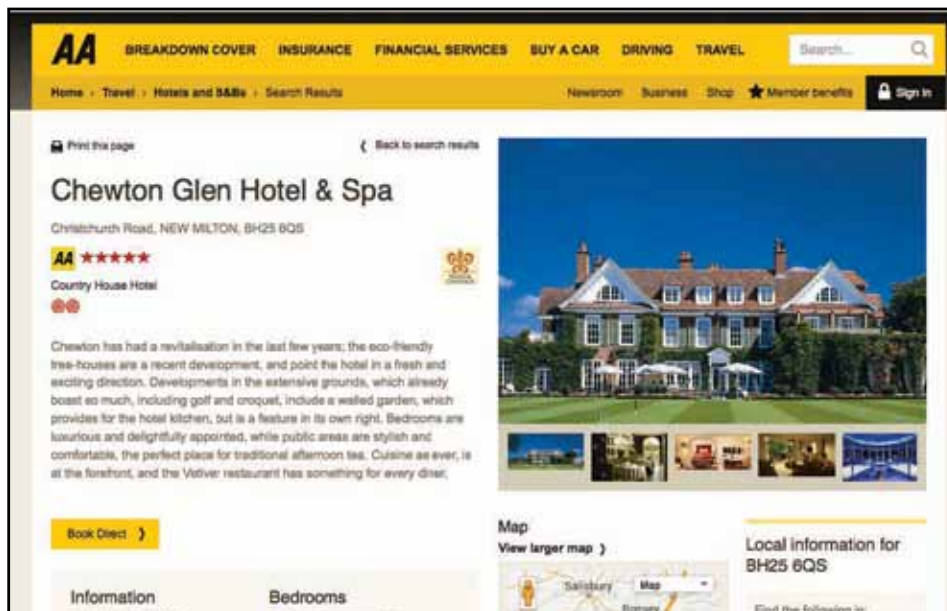 AA
BREAKDOWN COVER INSURANCE FINANCIAL SERVICES BUY A CAR DRIVING TRAVEL Search...
Home › Travel › Hotels and B&Bs › Search Results
Newsroom Business Shop Member benefits Sign In
Print this page
Back to search results
Chewton Glen Hotel & Spa
Christchurch Road, NEW MILTON, BH25 6QS
AA
Country House Hotel
Chewton has had a revitalisation in the last few years; the eco-friendly
tree-houses are a recent development, and point the hotel in a fresh and
exciting direction. Developments in the extensive grounds, which already
boast so much, including golf and croquet, include a walled garden, which
provides for the hotel kitchen, but is a feature in its own right. Bedrooms are
luxurious and delightfully appointed, while public areas are stylish and
comfortable, the perfect place for traditional afternoon tea. Cuisine as ever, is
at the forefront, and the Vetiver restaurant has something for every diner.
Book Direct
Information
Bedrooms
Map
View larger map
Salisbury Map
Romsey
Local information for
BH25 6QS
Find the following in: